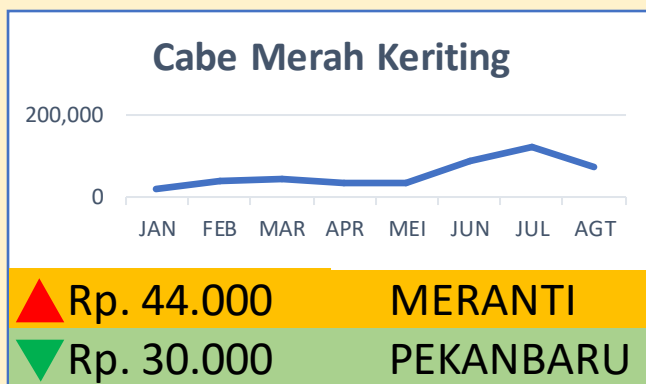 Cabe Merah Keriting
200,000
0
JAN FEB MAR APR MEI JUN JUL AGT
Rp. 44.000 MERANTI
Rp. 30.000 PEKANBARU